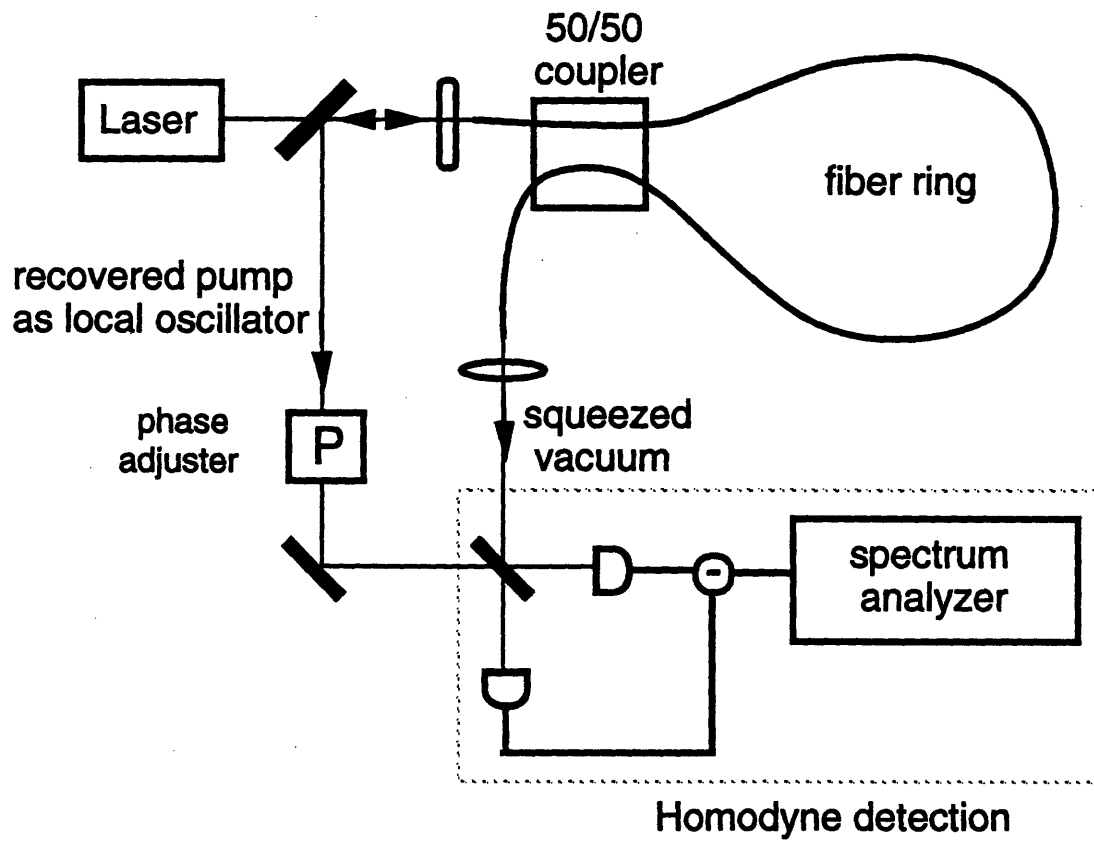 50/50
coupler
Laser
fiber ring
recovered pump
as local oscillator
phase
adjuster
P
squeezed
vacuum
-
spectrum
analyzer
Homodyne detection